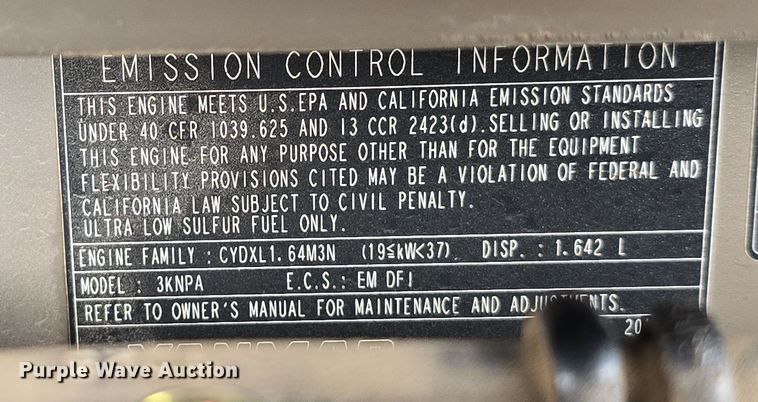 EMISSION CONTROL INFORMATION
THIS ENGINE MEETS U.S.EPA AND CALIFORNIA EMISSION STANDARDS
UNDER 40 CFR 1039.625 AND 13 CCR 2423(d).SELLING OR INSTALLING
THIS ENGINE FOR ANY PURPOSE OTHER THAN FOR THE EQUIPMENT
FLEXIBILITY PROVISIONS CITED MAY BE A VIOLATION OF FEDERAL AND
CALIFORNIA LAW SUBJECT TO CIVIL PENALTY.
ULTRA LOW SULFUR FUEL ONLY.
ENGINE FAMILY : CYDXL1.64M3N (19≦kW<37) DISP. : 1.642 L
MODEL : 3KNPA E.C.S.: EM DFI
REFER TO OWNER'S MANUAL FOR MAINTENANCE AND ADJUSTMENTS.
Purple Wave Auction